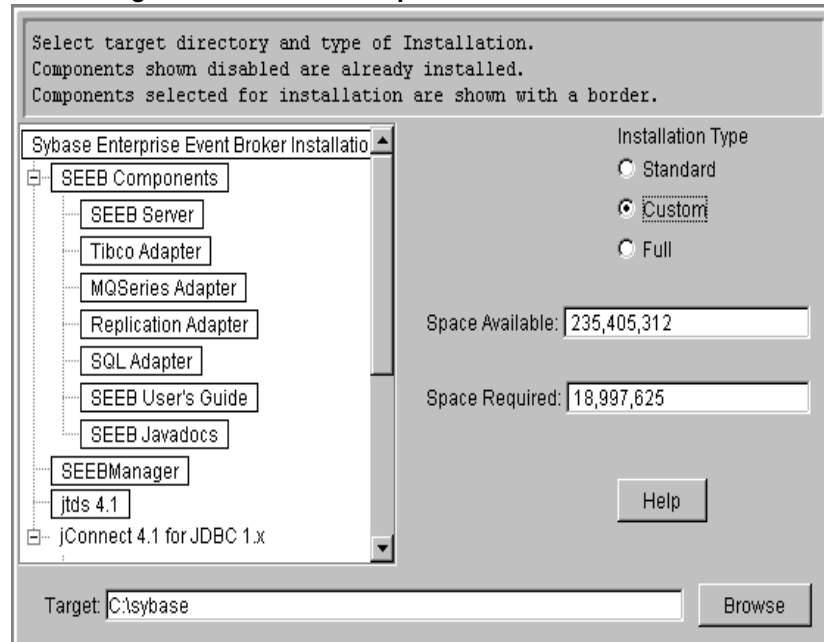 Select target directory and type of Installation.
Components shown disabled are already installed.
Components selected for installation are shown with a border.
Sybase Enterprise Event Broker Installatio
SEEB Components
SEEB Server
Tibco Adapter
MQSeries Adapter
Replication Adapter
SQL Adapter
SEEB User's Guide
SEEB Javadocs
SEEBManager
jtds 4.1
jConnect 4.1 for JDBC 1.x
Installation Type
Standard
Custom
Full
Space Available: 235,405,312
Space Required: 18,997,625
Help
Target: C:\sybase
Browse